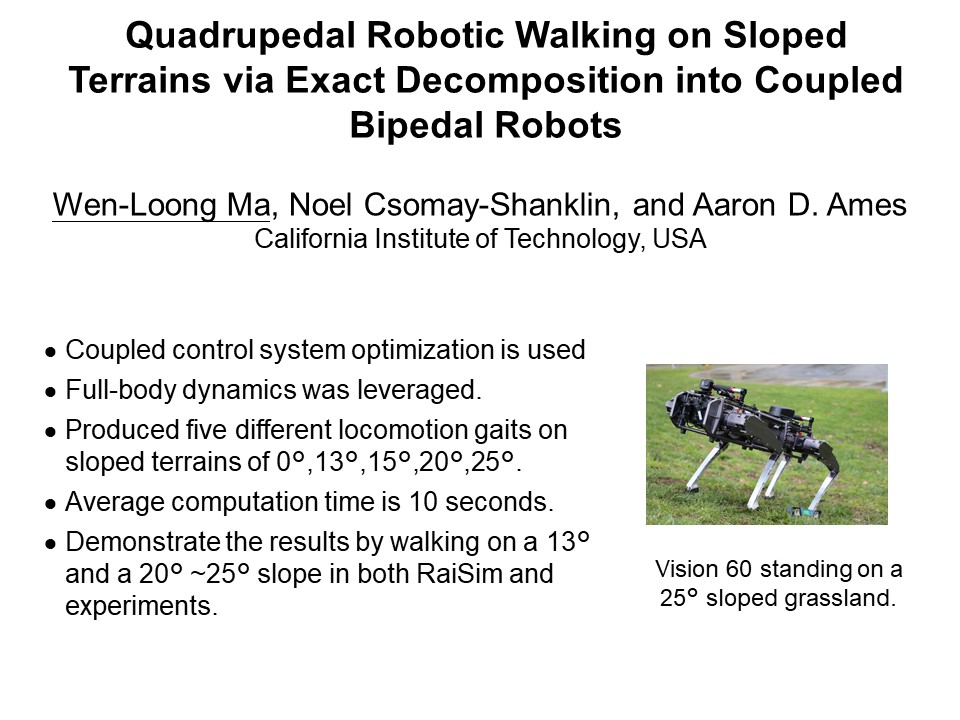 Quadrupedal Robotic Walking on Sloped
Terrains via Exact Decomposition into Coupled
Bipedal Robots
Wen-Loong Ma, Noel Csomay-Shanklin, and Aaron D. Ames
California Institute of Technology, USA
• Coupled control system optimization is used
• Full-body dynamics was leveraged.
• Produced five different locomotion gaits on
sloped terrains of 0°,13°,15°,20°,25°.
• Average computation time is 10 seconds.
• Demonstrate the results by walking on a 13°
and a 20° ~25° slope in both RaiSim and
experiments.
Vision 60 standing on a
25° sloped grassland.